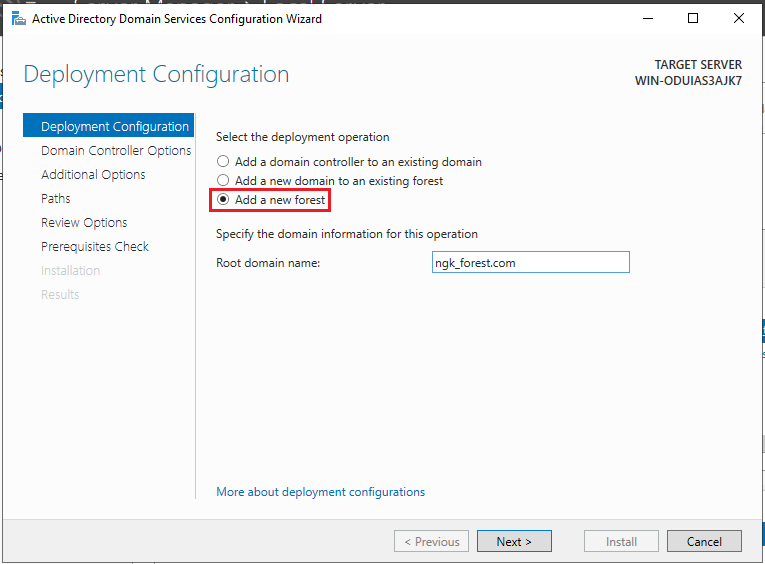 Active Directory Domain Services Configuration Wizard
Deployment Configuration
TARGET SERVER
WIN-ODUIAS3AJK7
Deployment Configuration
Domain Controller Options
Additional Options
Paths
Review Options
Prerequisites Check
Installation
Results
Select the deployment operation
Add a domain controller to an existing domain
Add a new domain to an existing forest
Add a new forest
Specify the domain information for this operation
Root domain name: ngk_forest.com
More about deployment configurations
< Previous Next > Install Cancel